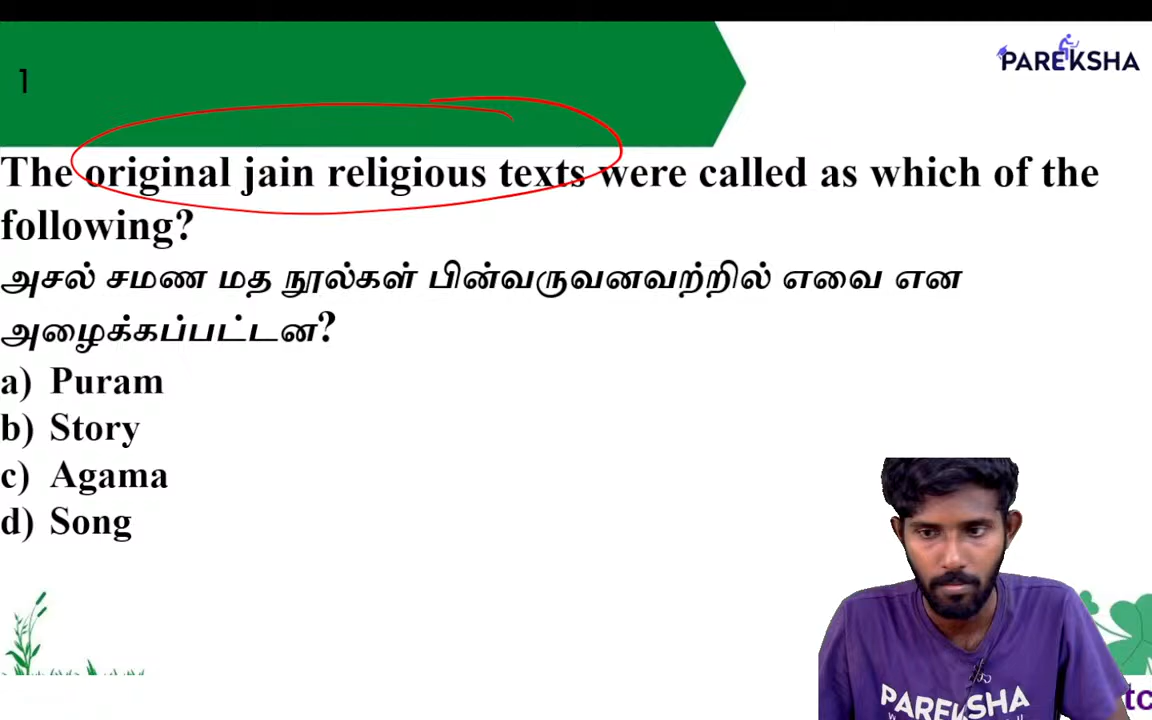 PAREKSHA
1
The original jain religious texts were called as which of the
following?
அசல் சமண மத நூல்கள் பின்வருவனவற்றில் எவை என
அழைக்கப்பட்டன?
a) Puram
b) Story
c) Agama
d) Song
PAREKSHA
tc